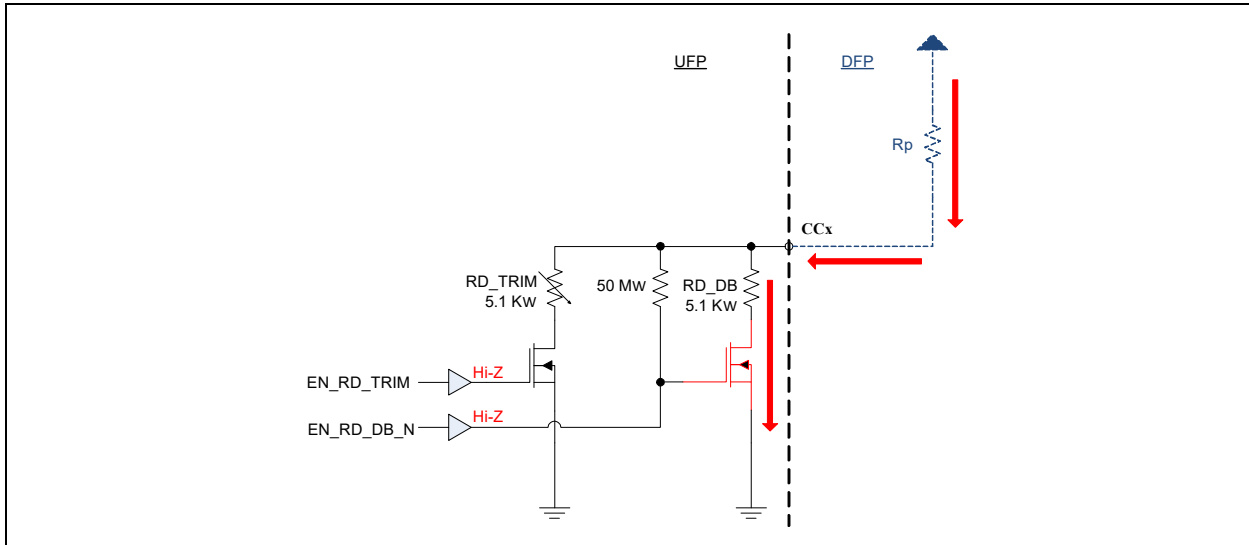 UFP
DFP
Rp
CCx
RD_TRIM
5.1 Kw
50 Mw
RD_DB
5.1 Kw
EN_RD_TRIM
Hi-Z
EN_RD_DB_N
Hi-Z